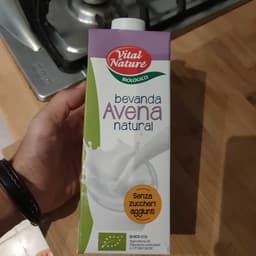 Vital
Nature
BIOLOGICO
bevanda
Avena
natural
Senza
zuccheri
aggiunti